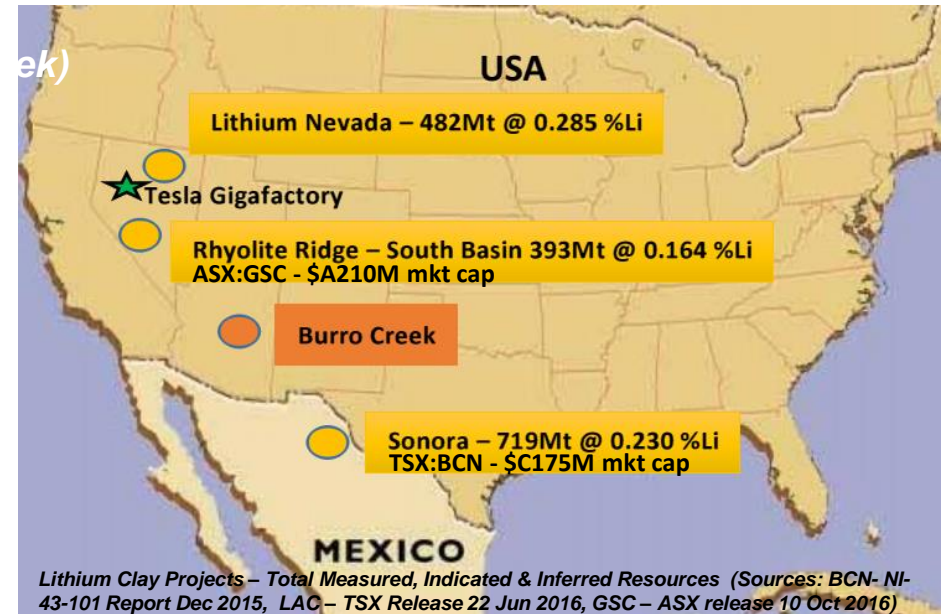 ek)
USA
Lithium Nevada – 482Mt @ 0.285 %Li
Tesla Gigafactory
Rhyolite Ridge – South Basin 393Mt @ 0.164 %Li
ASX:GSC - $A210M mkt cap
Burro Creek
Sonora – 719Mt @ 0.230 %Li
TSX:BCN - $C175M mkt cap
MEXICO
Lithium Clay Projects – Total Measured, Indicated & Inferred Resources (Sources: BCN- NI-
43-101 Report Dec 2015, LAC – TSX Release 22 Jun 2016, GSC – ASX release 10 Oct 2016)